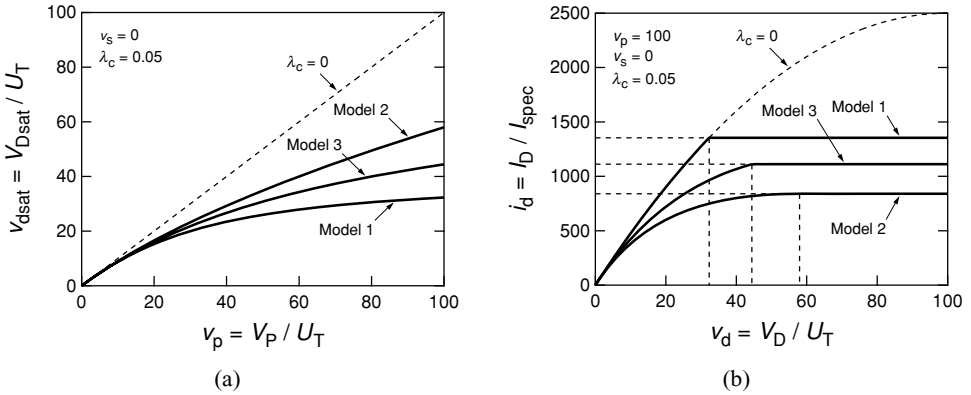 100
80
60
40
20
0
v_dsat = V_Dsat / U_T
v_s = 0
λ_c = 0.05
λ_c = 0
Model 2
Model 3
Model 1
0 20 40 60 80 100
v_p = V_P / U_T
(a)
2500
2000
1500
1000
500
0
i_d = I_D / I_spec
v_p = 100
v_s = 0
λ_c = 0.05
λ_c = 0
Model 3 Model 1
Model 2
0 20 40 60 80 100
v_d = V_D / U_T
(b)